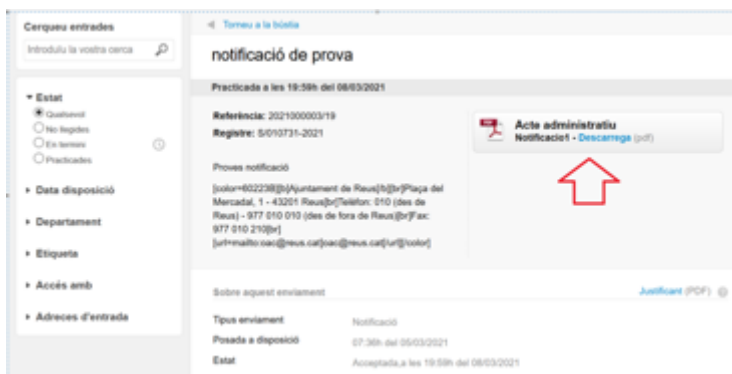 Cerqueu entrades
Introduïu la vostra cerca
Estat
Qualsevol
No llegides
En termini
Practicades
Data disposició
Departament
Etiqueta
Accés amb
Adreces d'entrada
Torneu a la bústia
notificació de prova
Practicada a les 19:59h del 08/03/2021
Referència: 2021000003/19
Registre: S/010731-2021
Proves notificació
[color=60223B][b]Ajuntament de Reus[/b][br]Plaça del
Mercadal, 1 - 43201 Reus[br]Telèfon: 010 (des de
Reus) - 977 010 010 (des de fora de Reus)[br]Fax:
977 010 210[br]
[url=mailto:oac@reus.cat]oac@reus.cat[/url][/color]
PDF
Acte administratiu
Notificacio1 - Descarrega (pdf)
Sobre aquest enviament
Justificant (PDF)
Tipus enviament Notificació
Posada a disposició 07:36h del 05/03/2021
Estat Acceptada,a les 19:59h del 08/03/2021